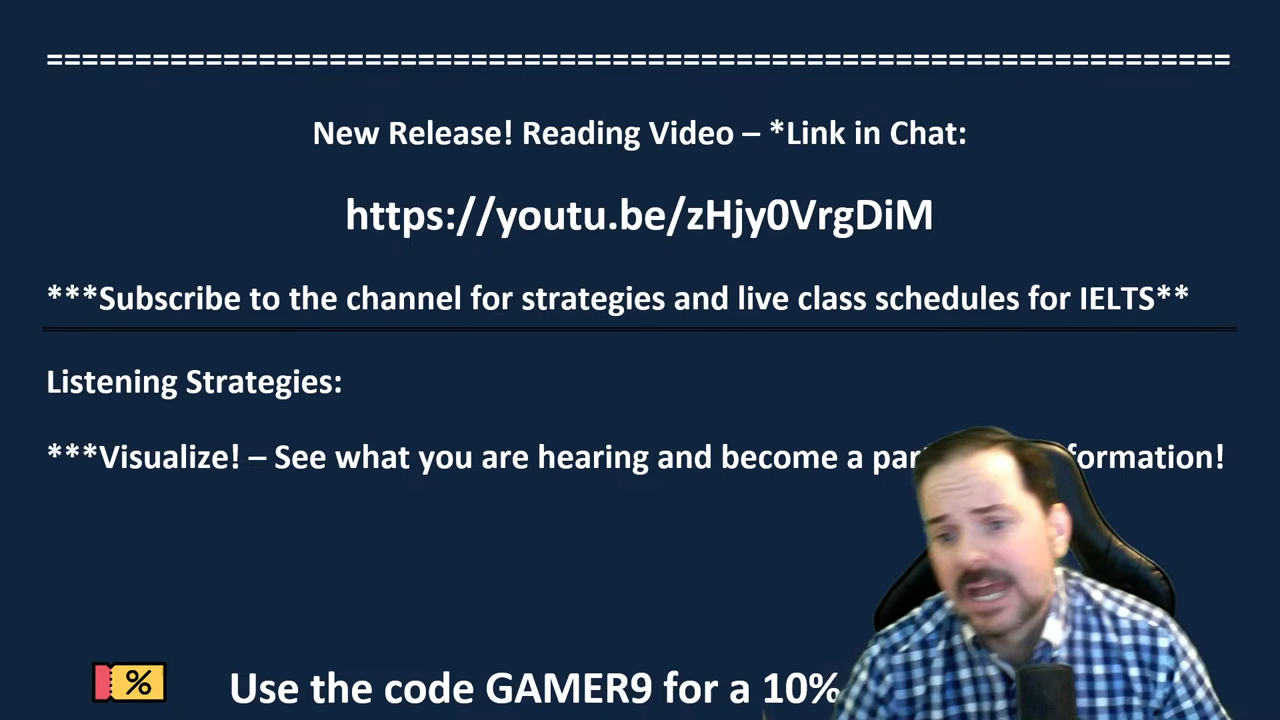 ====================================================================
New Release! Reading Video – *Link in Chat:
https://youtu.be/zHjy0VrgDiM
***Subscribe to the channel for strategies and live class schedules for IELTS**
Listening Strategies:
***Visualize! – See what you are hearing and become a formation!
%
Use the code GAMER9 for a 10%